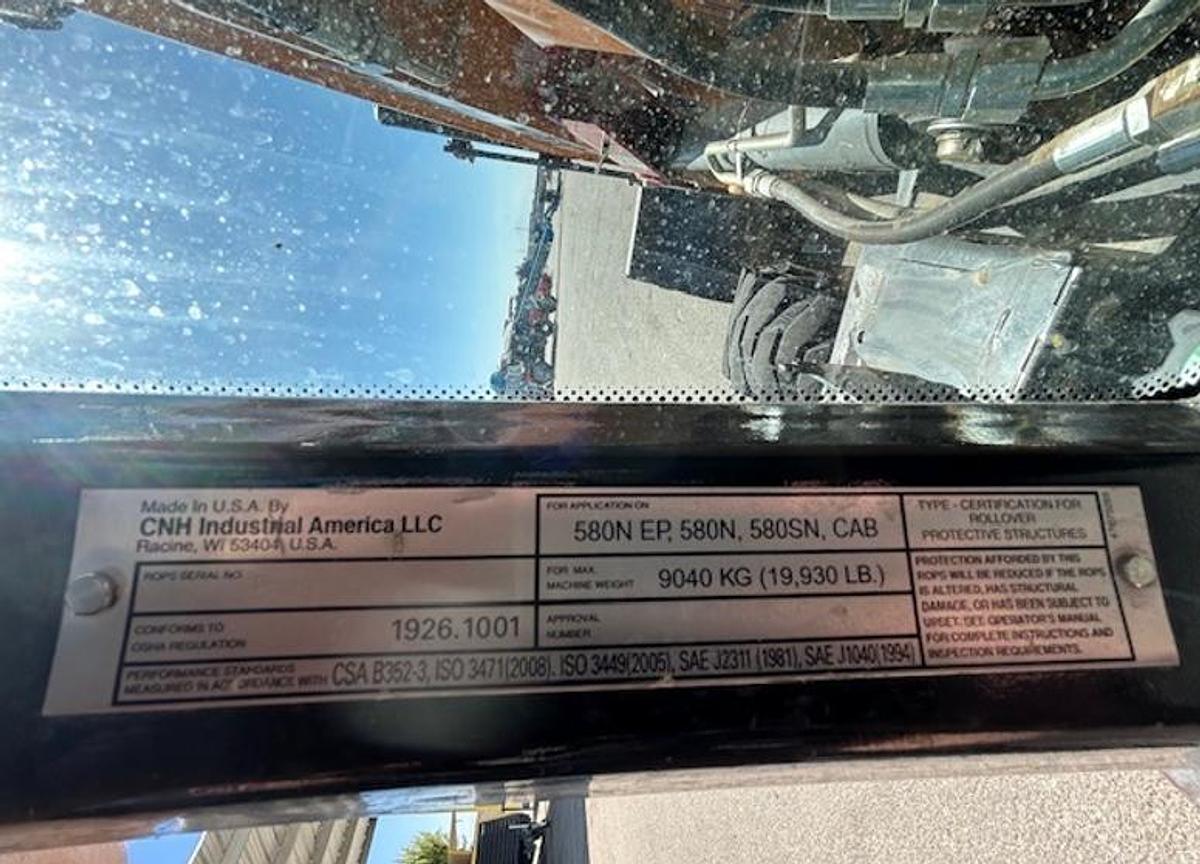 Made In U.S.A. By
CNH Industrial America LLC
Racine, WI 53404, U.S.A.
ROPS SERIAL NO.
CONFORMS TO
OSHA REGULATION
1926.1001
FOR APPLICATION ON
580N EP, 580N, 580SN, CAB
FOR MAX.
MACHINE WEIGHT
9040 KG (19,930 LB.)
APPROVAL
NUMBER
PERFORMANCE STANDARDS
MEASURED IN ACCORDANCE WITH
CSA B352-3, ISO 3471(2008), ISO 3449(2005), SAE J2311 (1981), SAE J1040(1994)
TYPE - CERTIFICATION FOR
ROLLOVER
PROTECTIVE STRUCTURES
PROTECTION AFFORDED BY THIS
ROPS WILL BE REDUCED IF THE ROPS
IS ALTERED, HAS STRUCTURAL
DAMAGE, OR HAS BEEN SUBJECT TO
UPSET. SEE OPERATOR'S MANUAL
FOR COMPLETE INSTRUCTIONS AND
INSPECTION REQUIREMENTS.